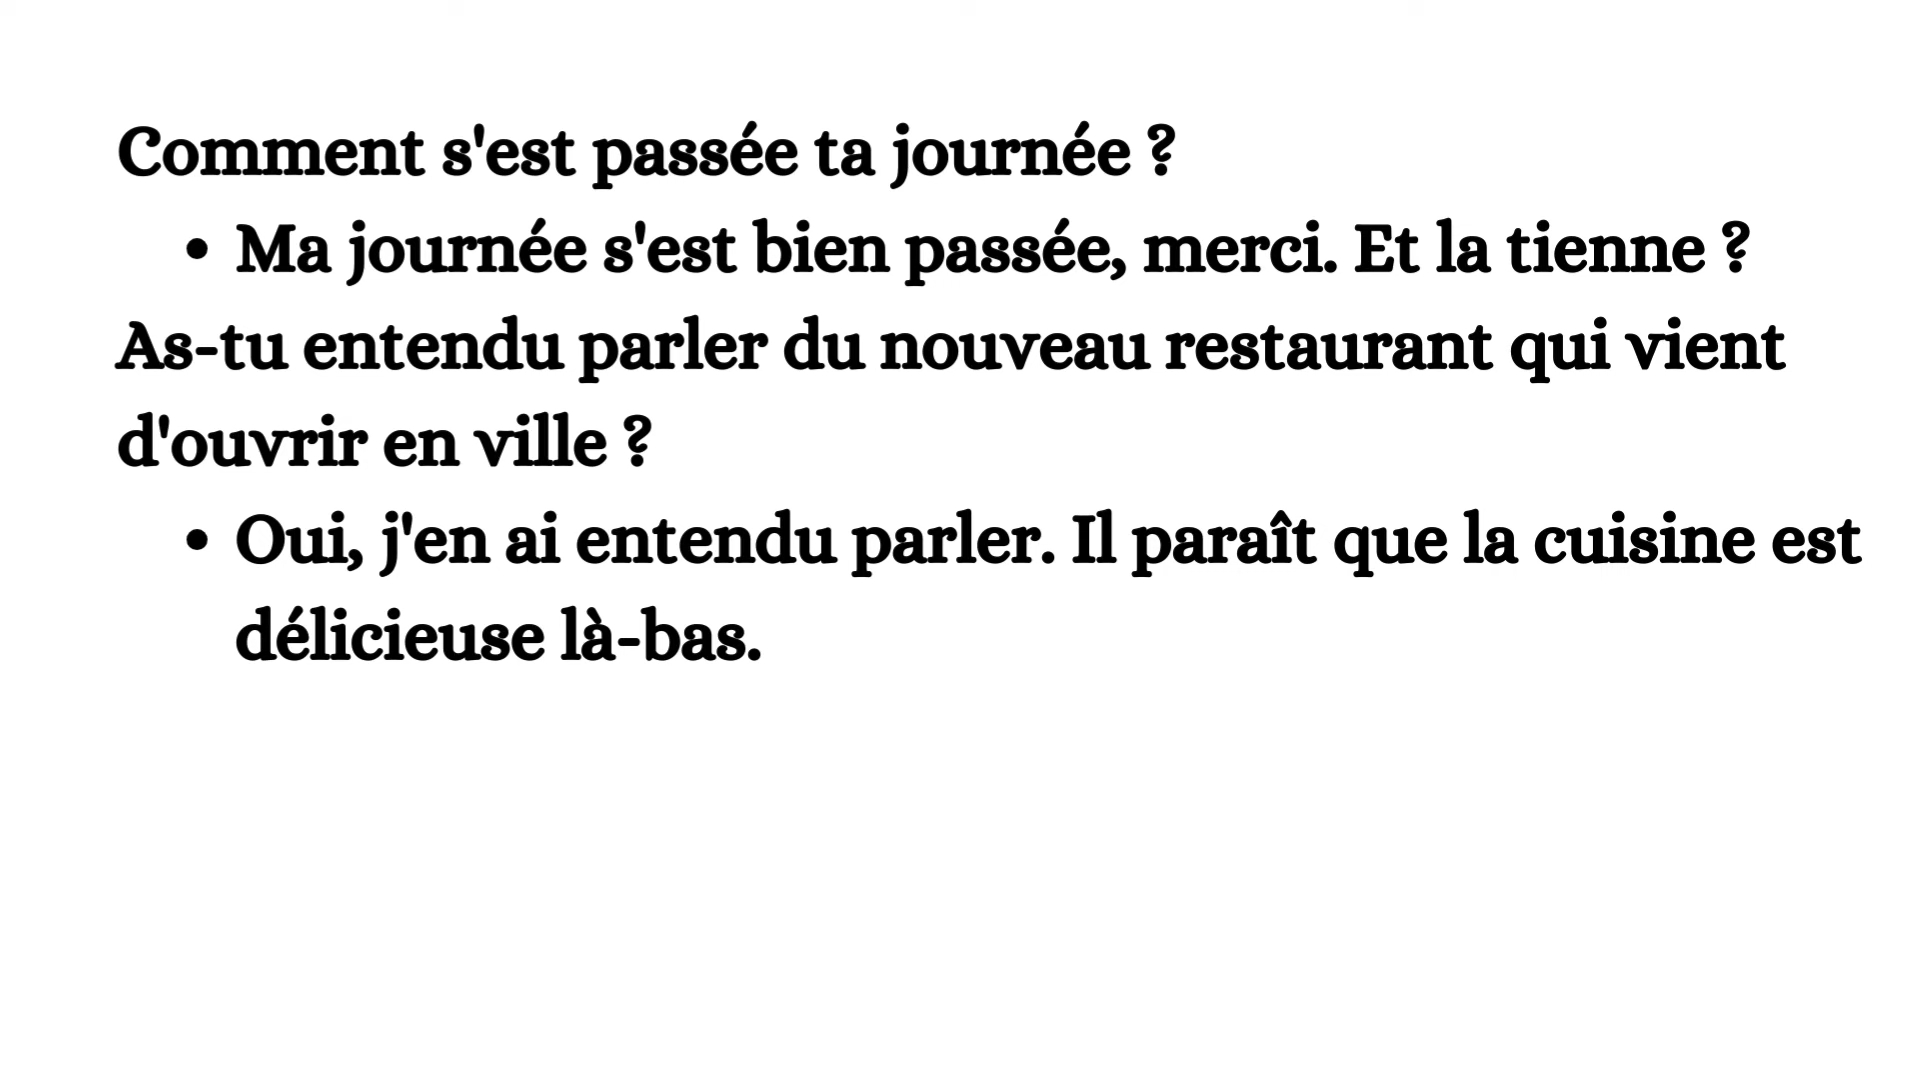 Comment s'est passée ta journée ?
• Ma journée s'est bien passée, merci. Et la tienne ?
As-tu entendu parler du nouveau restaurant qui vient
d'ouvrir en ville ?
• Oui, j'en ai entendu parler. Il paraît que la cuisine est
délicieuse là-bas.